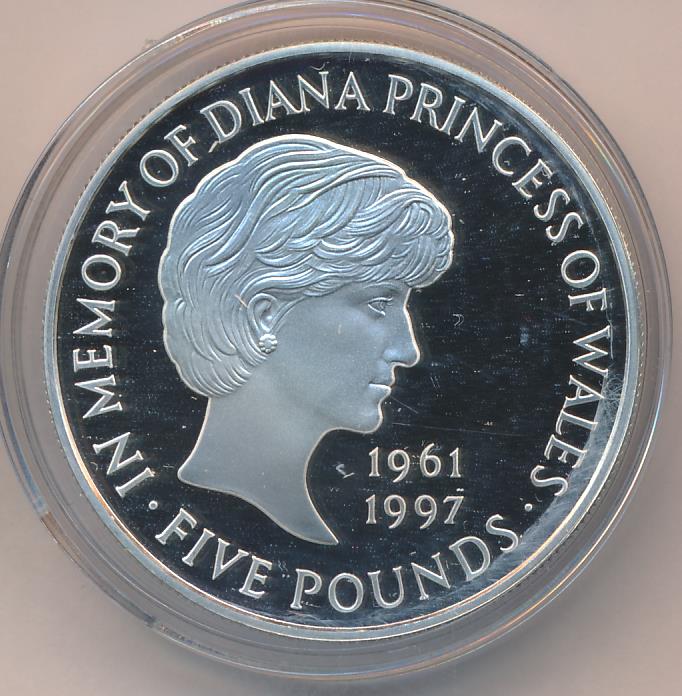 IN MEMORY OF DIANA PRINCESS OF WALES
1961
1997
· FIVE POUNDS ·